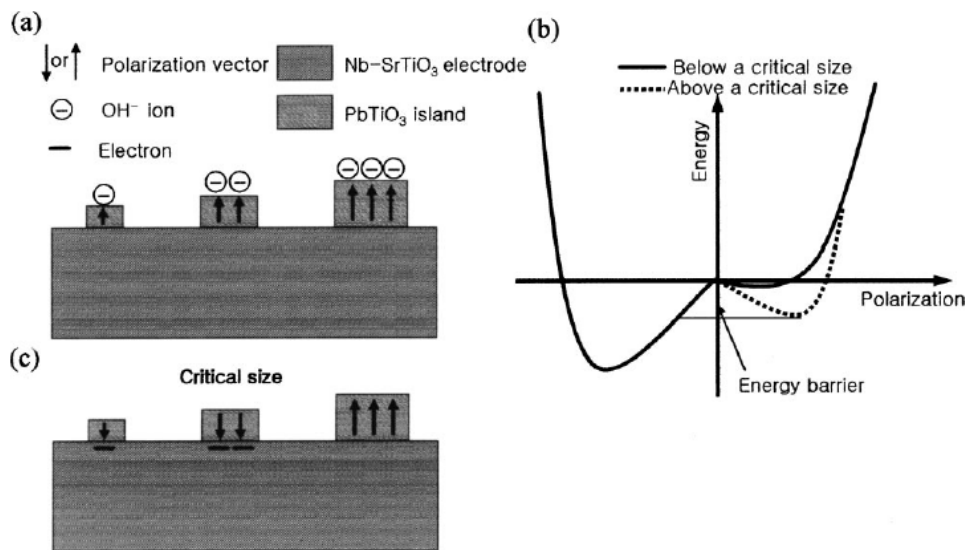 (a)
or
Polarization vector
Nb–SrTiO₃ electrode
− OH⁻ ion
PbTiO₃ island
Electron
−
− −
− − −
(b)
Below a critical size
Above a critical size
Energy
Polarization
Energy barrier
(c)
Critical size